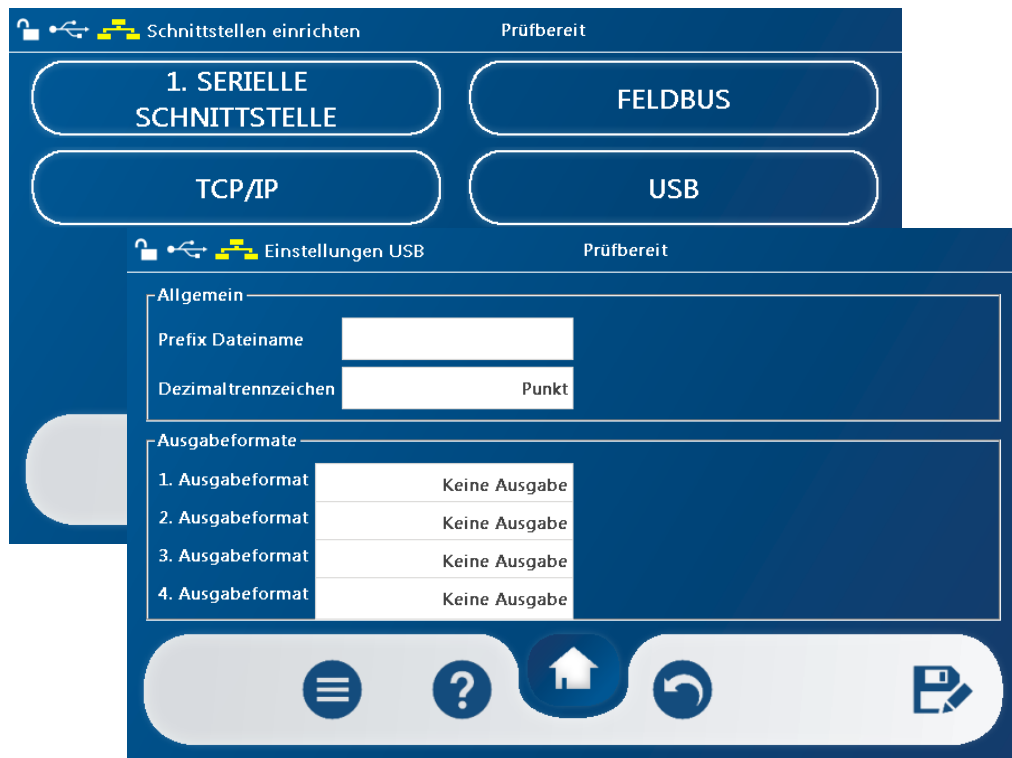 Schnittstellen einrichten Prüfbereit
1. SERIELLE
SCHNITTSTELLE
FELDBUS
TCP/IP
USB
Einstellungen USB Prüfbereit
Allgemein
Prefix Dateiname
Dezimaltrennzeichen Punkt
Ausgabeformate
1. Ausgabeformat Keine Ausgabe
2. Ausgabeformat Keine Ausgabe
3. Ausgabeformat Keine Ausgabe
4. Ausgabeformat Keine Ausgabe
?